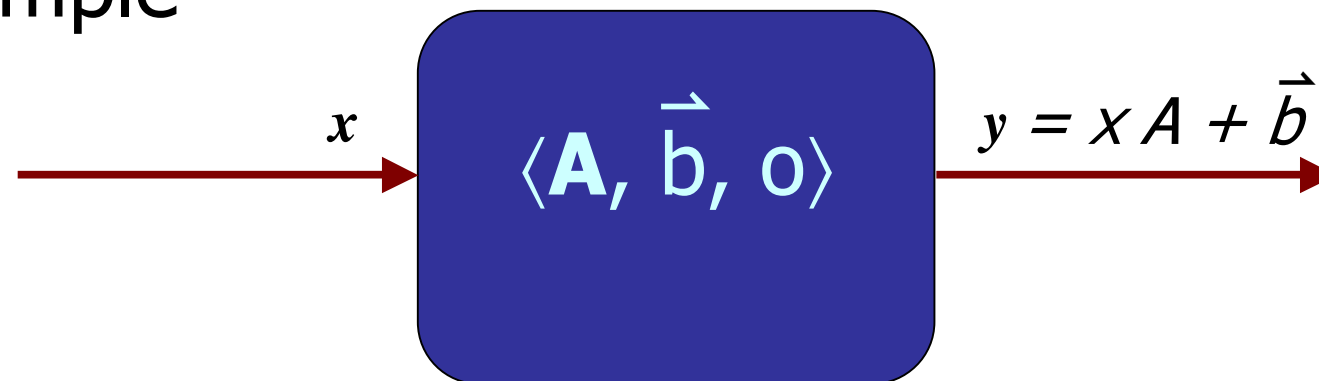 mple
x
⟨A, b⃗, o⟩
y = x A + b⃗